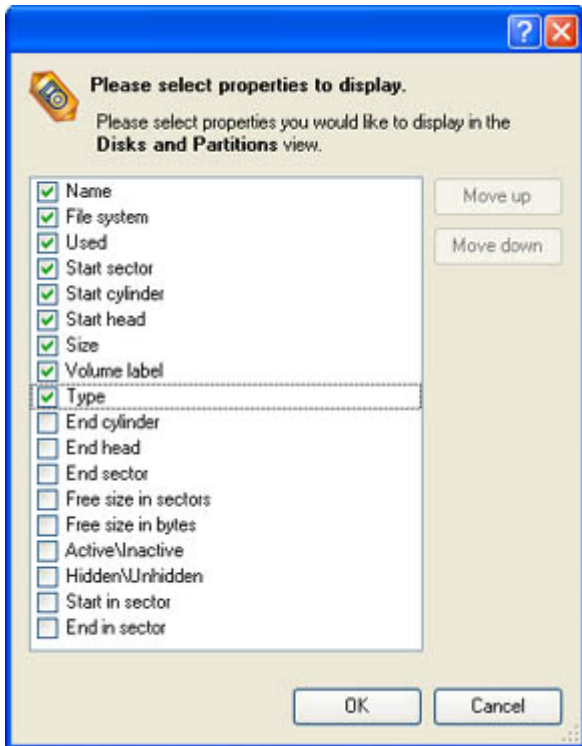 Please select properties to display.
Please select properties you would like to display in the
Disks and Partitions view.
Name
File system
Used
Start sector
Start cylinder
Start head
Size
Volume label
Type
End cylinder
End head
End sector
Free size in sectors
Free size in bytes
Active\Inactive
Hidden\Unhidden
Start in sector
End in sector
Move up
Move down
OK
Cancel